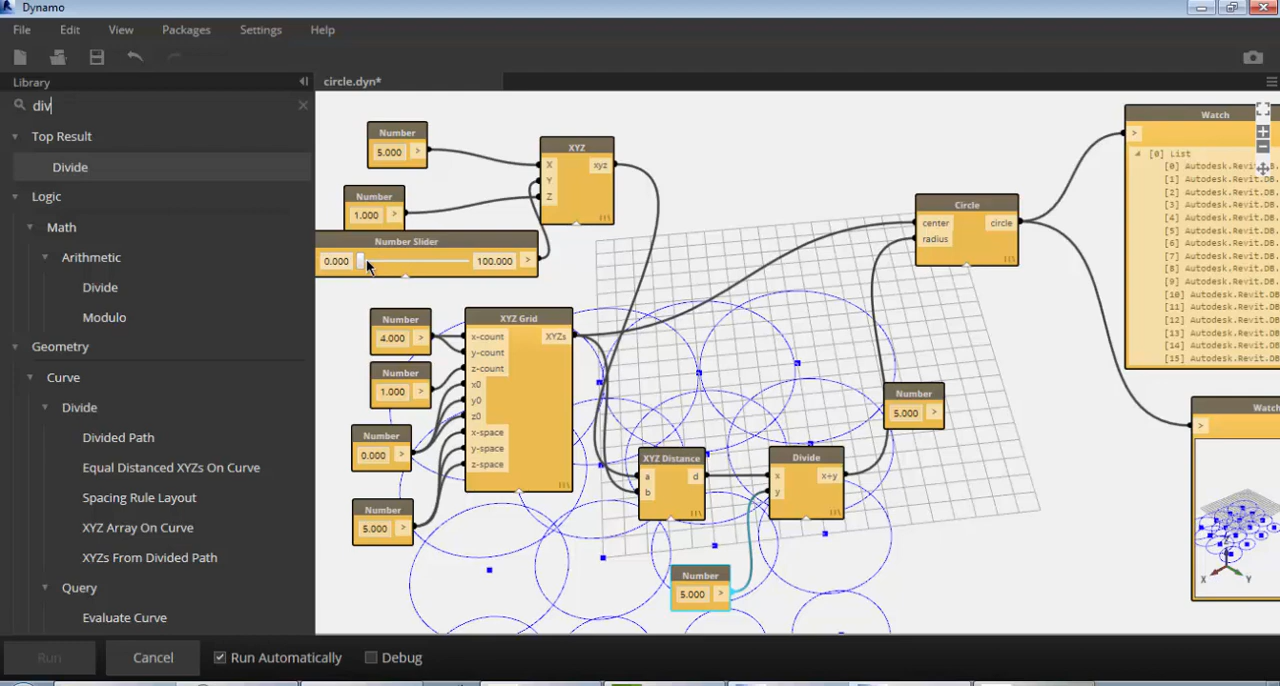 Dynamo
File Edit View Packages Settings Help
Library
circle.dyn*
div
Top Result
Divide
Logic
Math
Arithmetic
Divide
Modulo
Geometry
Curve
Divide
Divided Path
Equal Distanced XYZs On Curve
Spacing Rule Layout
XYZ Array On Curve
XYZs From Divided Path
Query
Evaluate Curve
Run
Cancel
Run Automatically
Debug
Number
5.000 >
Number
1.000 >
Number Slider
0.000 100.000 >
XYZ
X xyz
Y
Z
Number
4.000 >
Number
1.000 >
Number
0.000 >
Number
5.000 >
XYZ Grid
x-count XYZs
y-count
z-count
x0
y0
z0
x-space
y-space
z-space
XYZ Distance
a d
b
Divide
x x÷y
y
Number
5.000 >
Number
5.000 >
Circle
center circle
radius
Watch
>
[0] List
[0] Autodesk.Revit.DB.
[1] Autodesk.Revit.DB.
[2] Autodesk.Revit.DB.
[3] Autodesk.Revit.DB.
[4] Autodesk.Revit.DB.
[5] Autodesk.Revit.DB.
[6] Autodesk.Revit.DB.
[7] Autodesk.Revit.DB.
[8] Autodesk.Revit.DB.
[9] Autodesk.Revit.DB.
[10] Autodesk.Revit.DB
[11] Autodesk.Revit.DB
[12] Autodesk.Revit.DB
[13] Autodesk.Revit.DB
[14] Autodesk.Revit.DB
[15] Autodesk.Revit.DB
Watch
>
Z
X Y